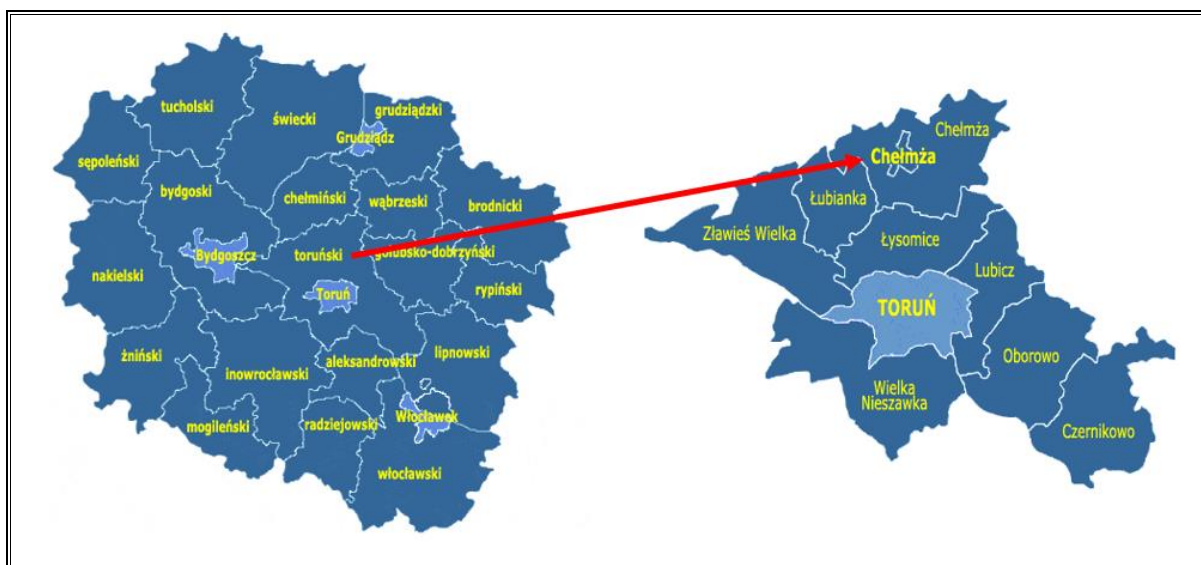 tucholski
świecki
grudziądzki
Grudziądz
sępoleński
bydgoski
chełmiński
wąbrzeski
brodnicki
Bydgoszcz
toruński
golubsko-dobrzyński
nakielski
Toruń
rypiński
żniński
inowrocławski
aleksandrowski
lipnowski
mogileński
radziejowski
Włocławek
włocławski
Chełmża
Chełmża
Łubianka
Zławieś Wielka
Łysomice
Lubicz
TORUŃ
Oborowo
Wielka
Nieszawka
Czernikowo